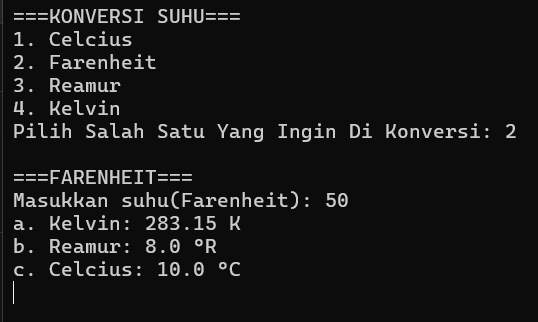 ===KONVERSI SUHU===
1. Celcius
2. Farenheit
3. Reamur
4. Kelvin
Pilih Salah Satu Yang Ingin Di Konversi: 2
===FARENHEIT===
Masukkan suhu(Farenheit): 50
a. Kelvin: 283.15 K
b. Reamur: 8.0 °R
c. Celcius: 10.0 °C